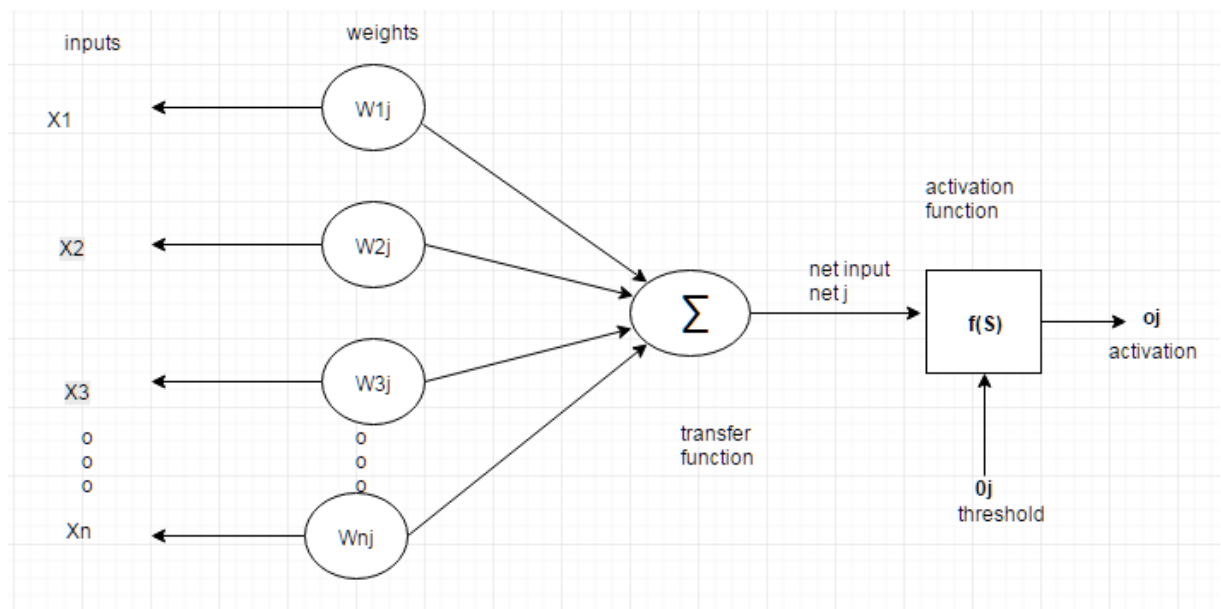 inputs
weights
X1
W1j
X2
W2j
X3
W3j
o
o
o
o
o
o
Xn
Wnj
Σ
transfer
function
net input
net j
activation
function
f(S)
oj
activation
0j
threshold